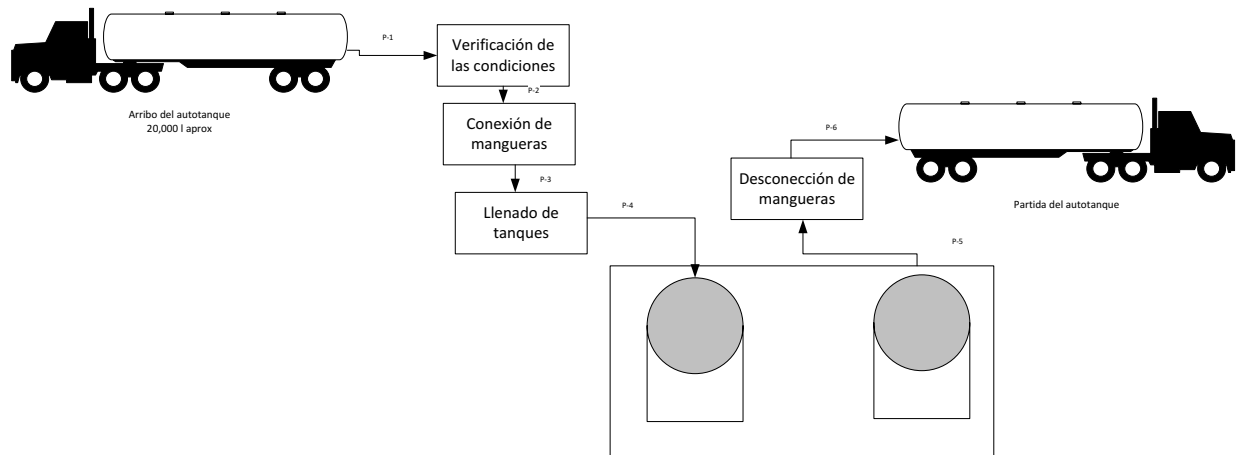 P-1
Verificación de
las condiciones
P-2
Arribo del autotanque
20,000 l aprox
Conexión de
mangueras
P-3
Llenado de
tanques
P-4
P-5
Desconección de
mangueras
P-6
Partida del autotanque